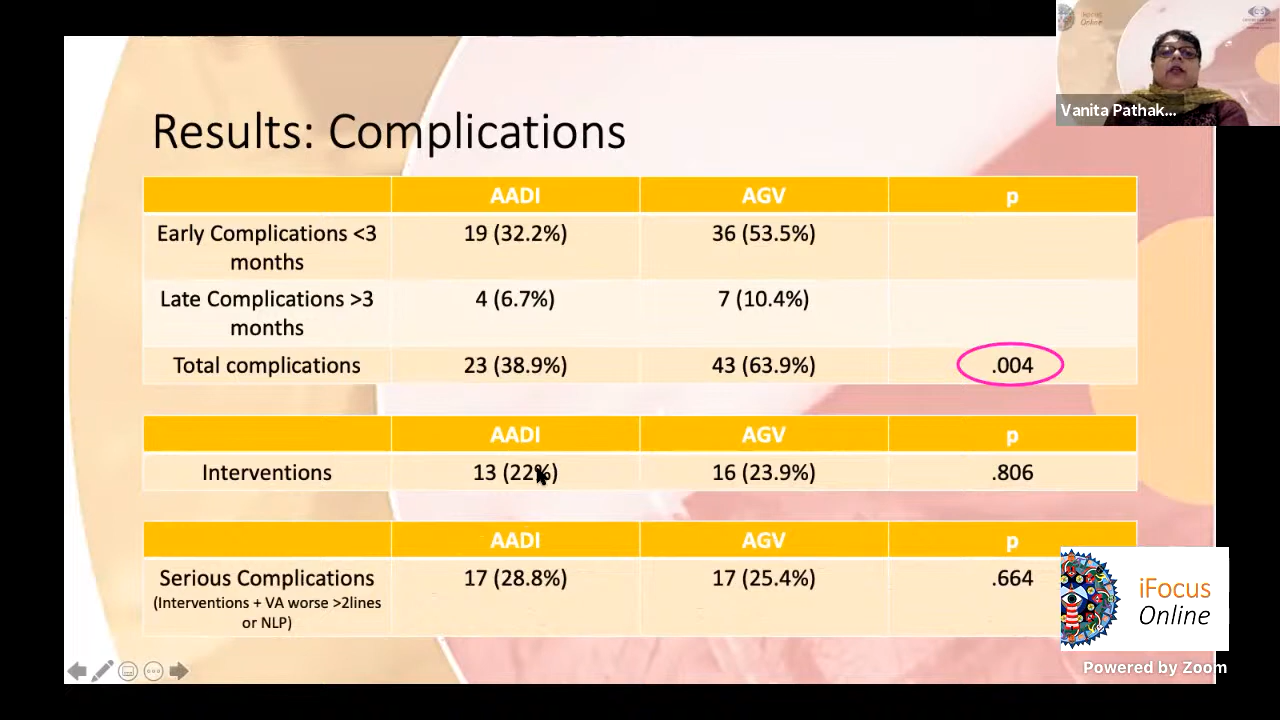 iFocus
Online
Vanita Pathak...
Results: Complications
AADI AGV p
Early Complications <3 months 19 (32.2%) 36 (53.5%)
Late Complications >3 months 4 (6.7%) 7 (10.4%)
Total complications 23 (38.9%) 43 (63.9%) .004
AADI AGV p
Interventions 13 (22%) 16 (23.9%) .806
AADI AGV p
Serious Complications 17 (28.8%) 17 (25.4%) .664
(Interventions + VA worse >2lines
or NLP)
iFocus
Online
Powered by Zoom